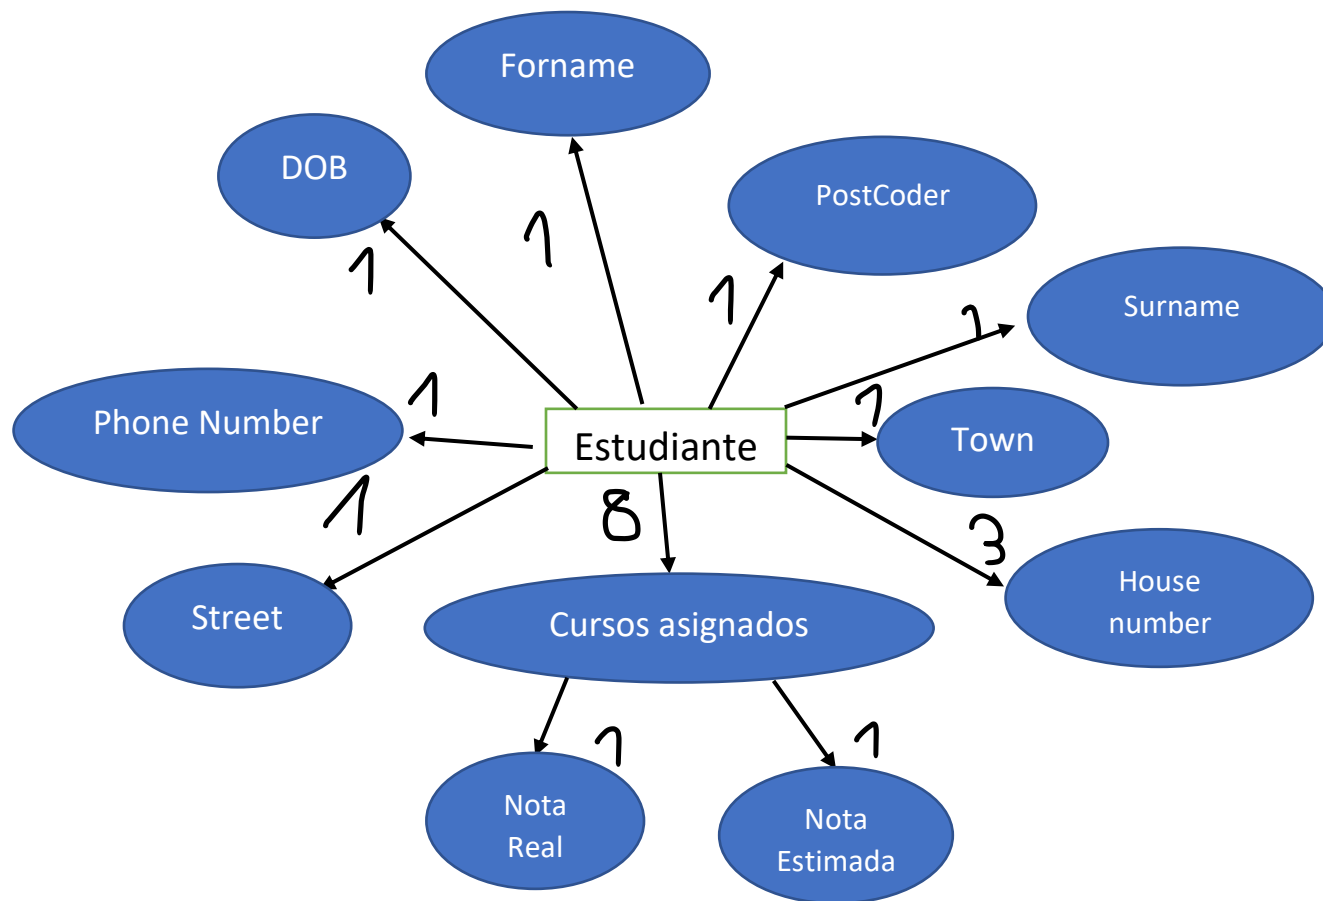 Forname
DOB
PostCoder
1
1
1
Surname
1
Phone Number
1
Estudiante
1
Town
1
8
3
Street
Cursos asignados
House
number
1
1
Nota
Real
Nota
Estimada